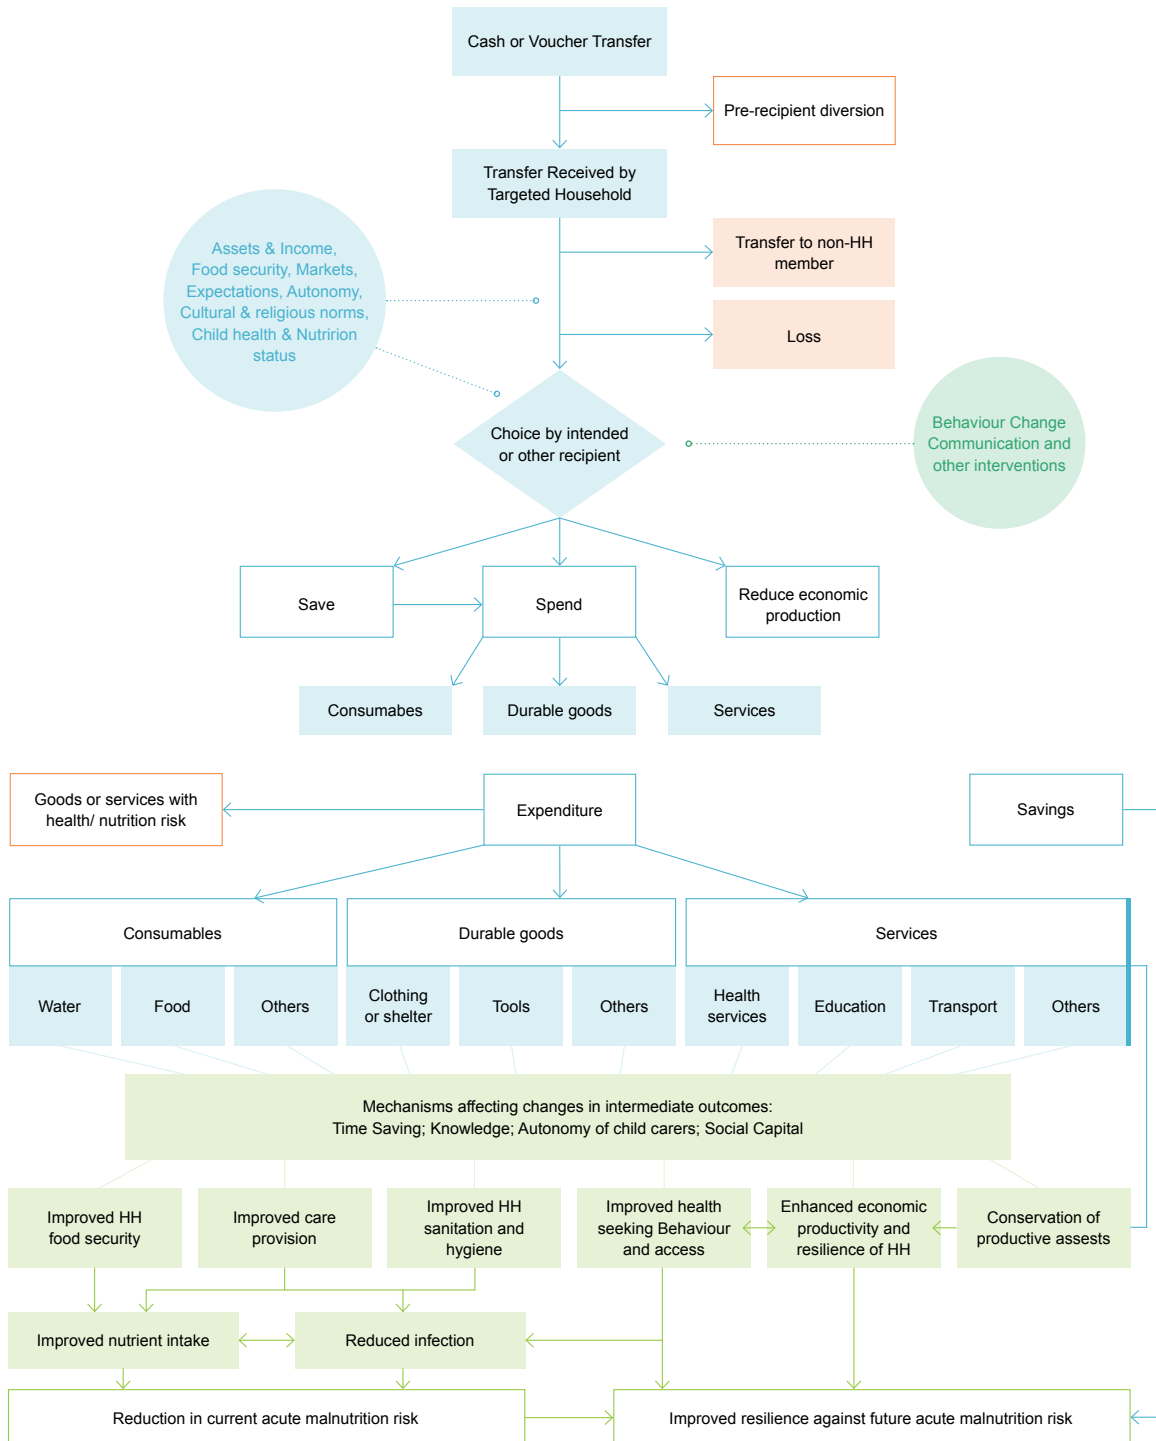 Cash or Voucher Transfer
Pre-recipient diversion
Transfer Received by
Targeted Household
Assets & Income,
Food security, Markets,
Expectations, Autonomy,
Cultural & religious norms,
Child health & Nutririon
status
Transfer to non-HH
member
Loss
Choice by intended
or other recipient
Behaviour Change
Communication and
other interventions
Save
Spend
Reduce economic
production
Consumabes
Durable goods
Services
Goods or services with
health/ nutrition risk
Expenditure
Savings
Consumables
Durable goods
Services
Water
Food
Others
Clothing
or shelter
Tools
Others
Health
services
Education
Transport
Others
Mechanisms affecting changes in intermediate outcomes:
Time Saving; Knowledge; Autonomy of child carers; Social Capital
Improved HH
food security
Improved care
provision
Improved HH
sanitation and
hygiene
Improved health
seeking Behaviour
and access
Enhanced economic
productivity and
resilience of HH
Conservation of
productive assests
Improved nutrient intake
Reduced infection
Reduction in current acute malnutrition risk
Improved resilience against future acute malnutrition risk